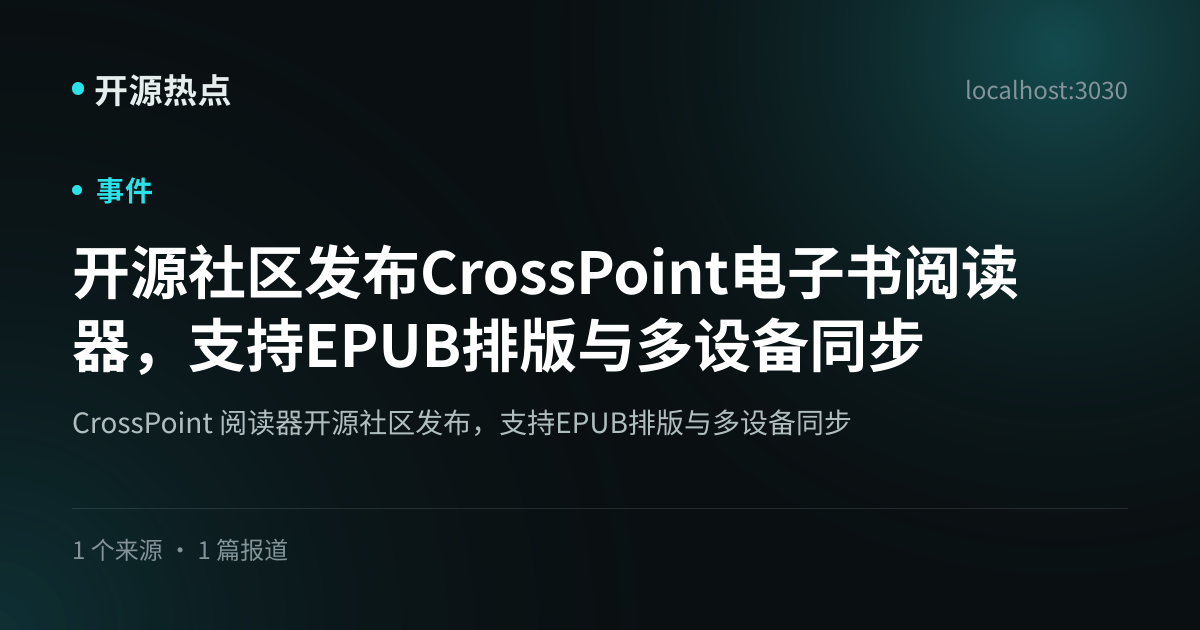 开源热点
localhost:3030
事件
开源社区发布CrossPoint电子书阅读
器，支持EPUB排版与多设备同步
CrossPoint 阅读器开源社区发布，支持EPUB排版与多设备同步
1 个来源 · 1 篇报道